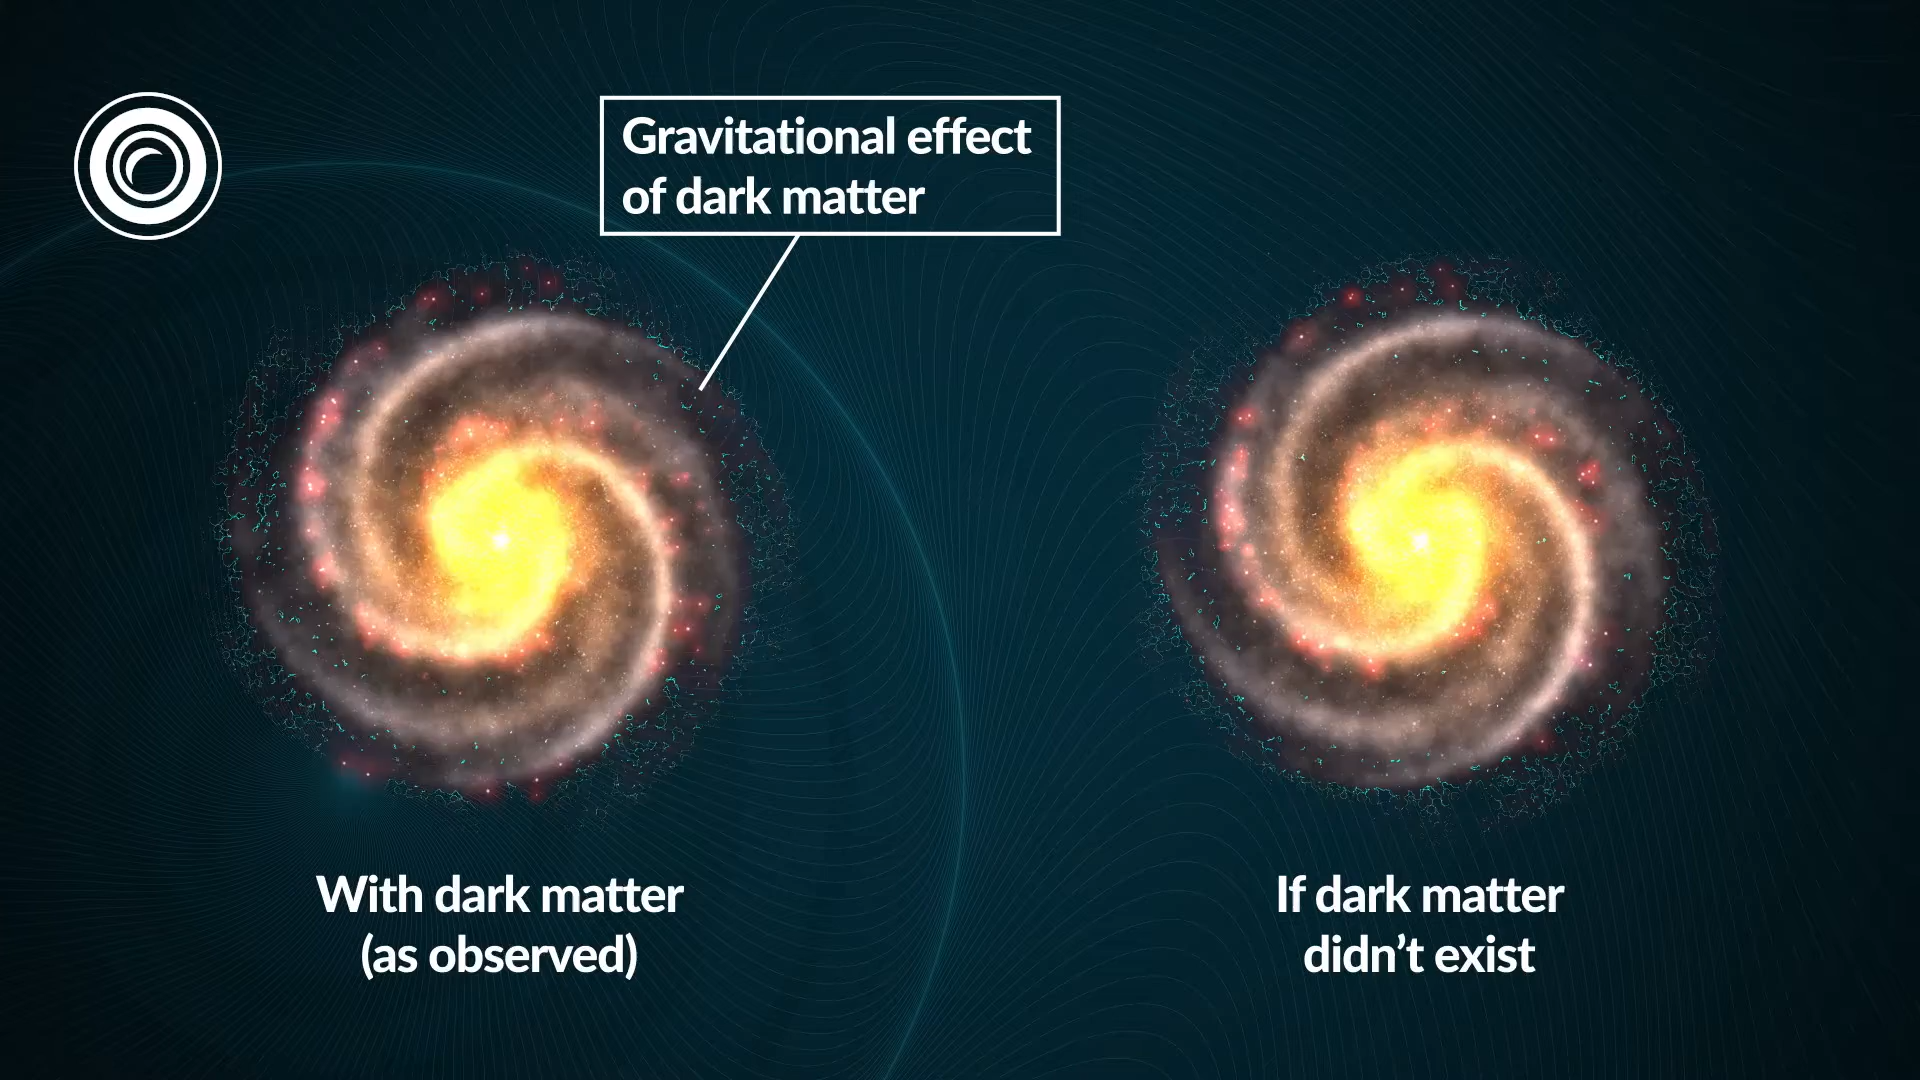 Gravitational effect
of dark matter
With dark matter
(as observed)
If dark matter
didn’t exist